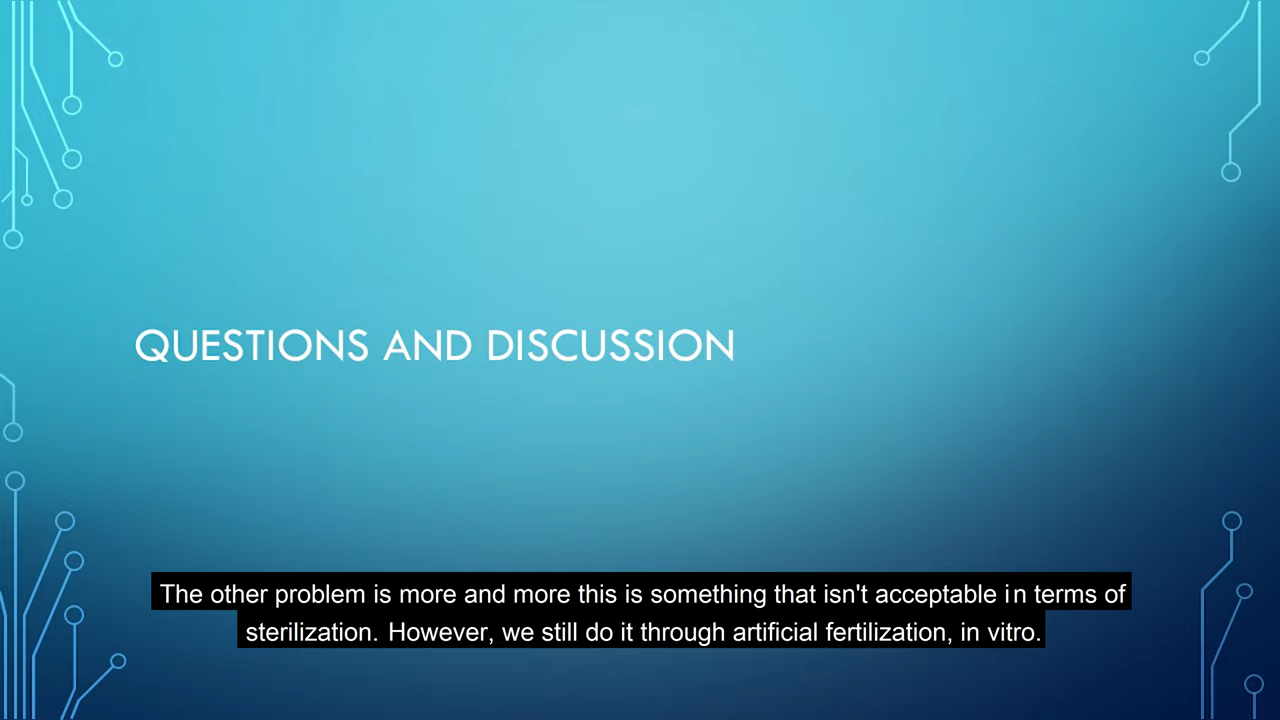 QUESTIONS AND DISCUSSION
The other problem is more and more this is something that isn't acceptable in terms of
sterilization. However, we still do it through artificial fertilization, in vitro.